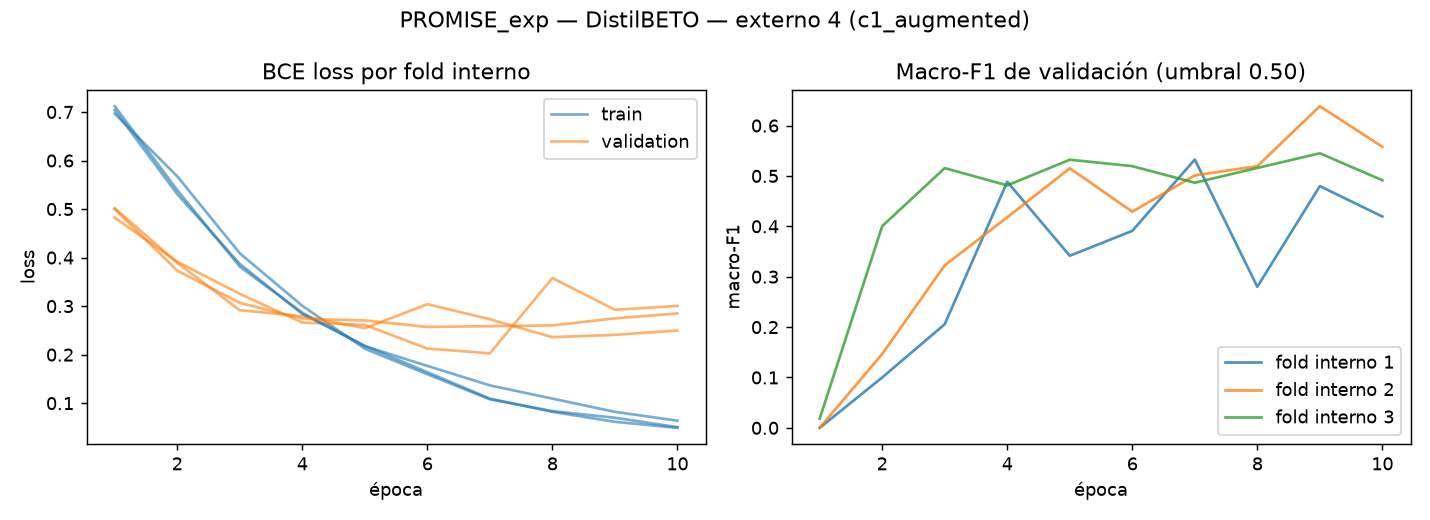 PROMISE_exp — DistilBETO — externo 4 (c1_augmented)
BCE loss por fold interno
loss
0.7
0.6
0.5
0.4
0.3
0.2
0.1
2
4
6
8
10
época
train
validation
Macro-F1 de validación (umbral 0.50)
macro-F1
0.6
0.5
0.4
0.3
0.2
0.1
0.0
2
4
6
8
10
época
fold interno 1
fold interno 2
fold interno 3